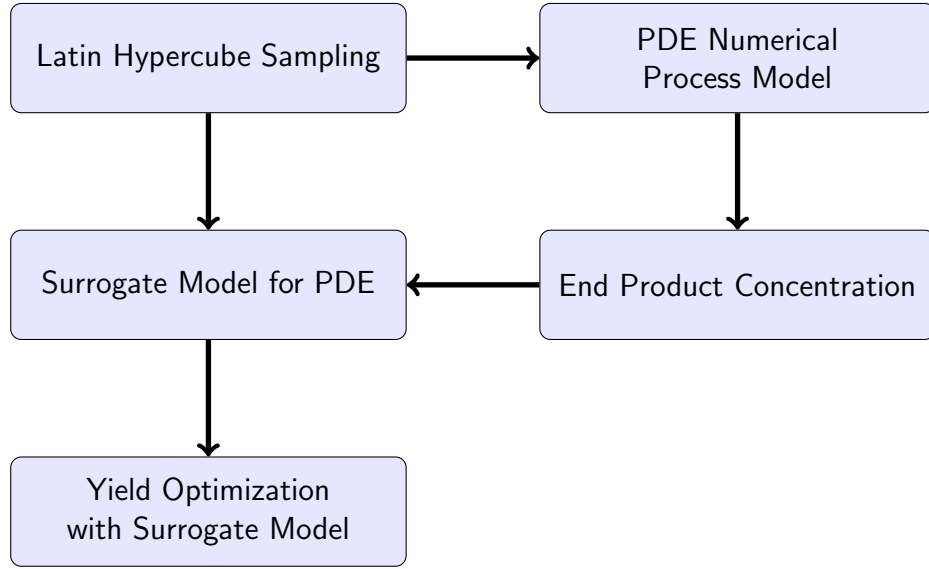 Latin Hypercube Sampling
PDE Numerical
Process Model
Surrogate Model for PDE
End Product Concentration
Yield Optimization
with Surrogate Model